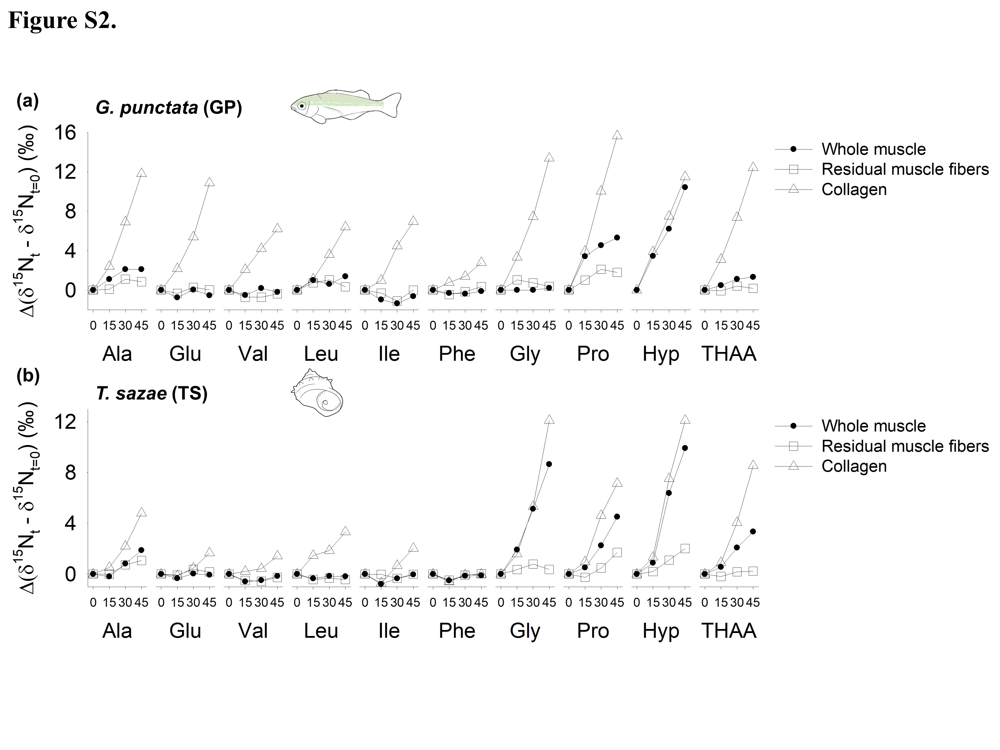 Figure S2.
(a)
G. punctata (GP)
Δ(δ¹⁵Nₜ - δ¹⁵Nₜ₌₀) (‰)
16
12
8
4
0
Whole muscle
Residual muscle fibers
Collagen
0 15 30 45 0 15 30 45 0 15 30 45 0 15 30 45 0 15 30 45 0 15 30 45 0 15 30 45 0 15 30 45 0 15 30 45 0 15 30 45
Ala Glu Val Leu Ile Phe Gly Pro Hyp THAA
(b)
T. sazae (TS)
Δ(δ¹⁵Nₜ - δ¹⁵Nₜ₌₀) (‰)
12
8
4
0
Whole muscle
Residual muscle fibers
Collagen
0 15 30 45 0 15 30 45 0 15 30 45 0 15 30 45 0 15 30 45 0 15 30 45 0 15 30 45 0 15 30 45 0 15 30 45 0 15 30 45
Ala Glu Val Leu Ile Phe Gly Pro Hyp THAA